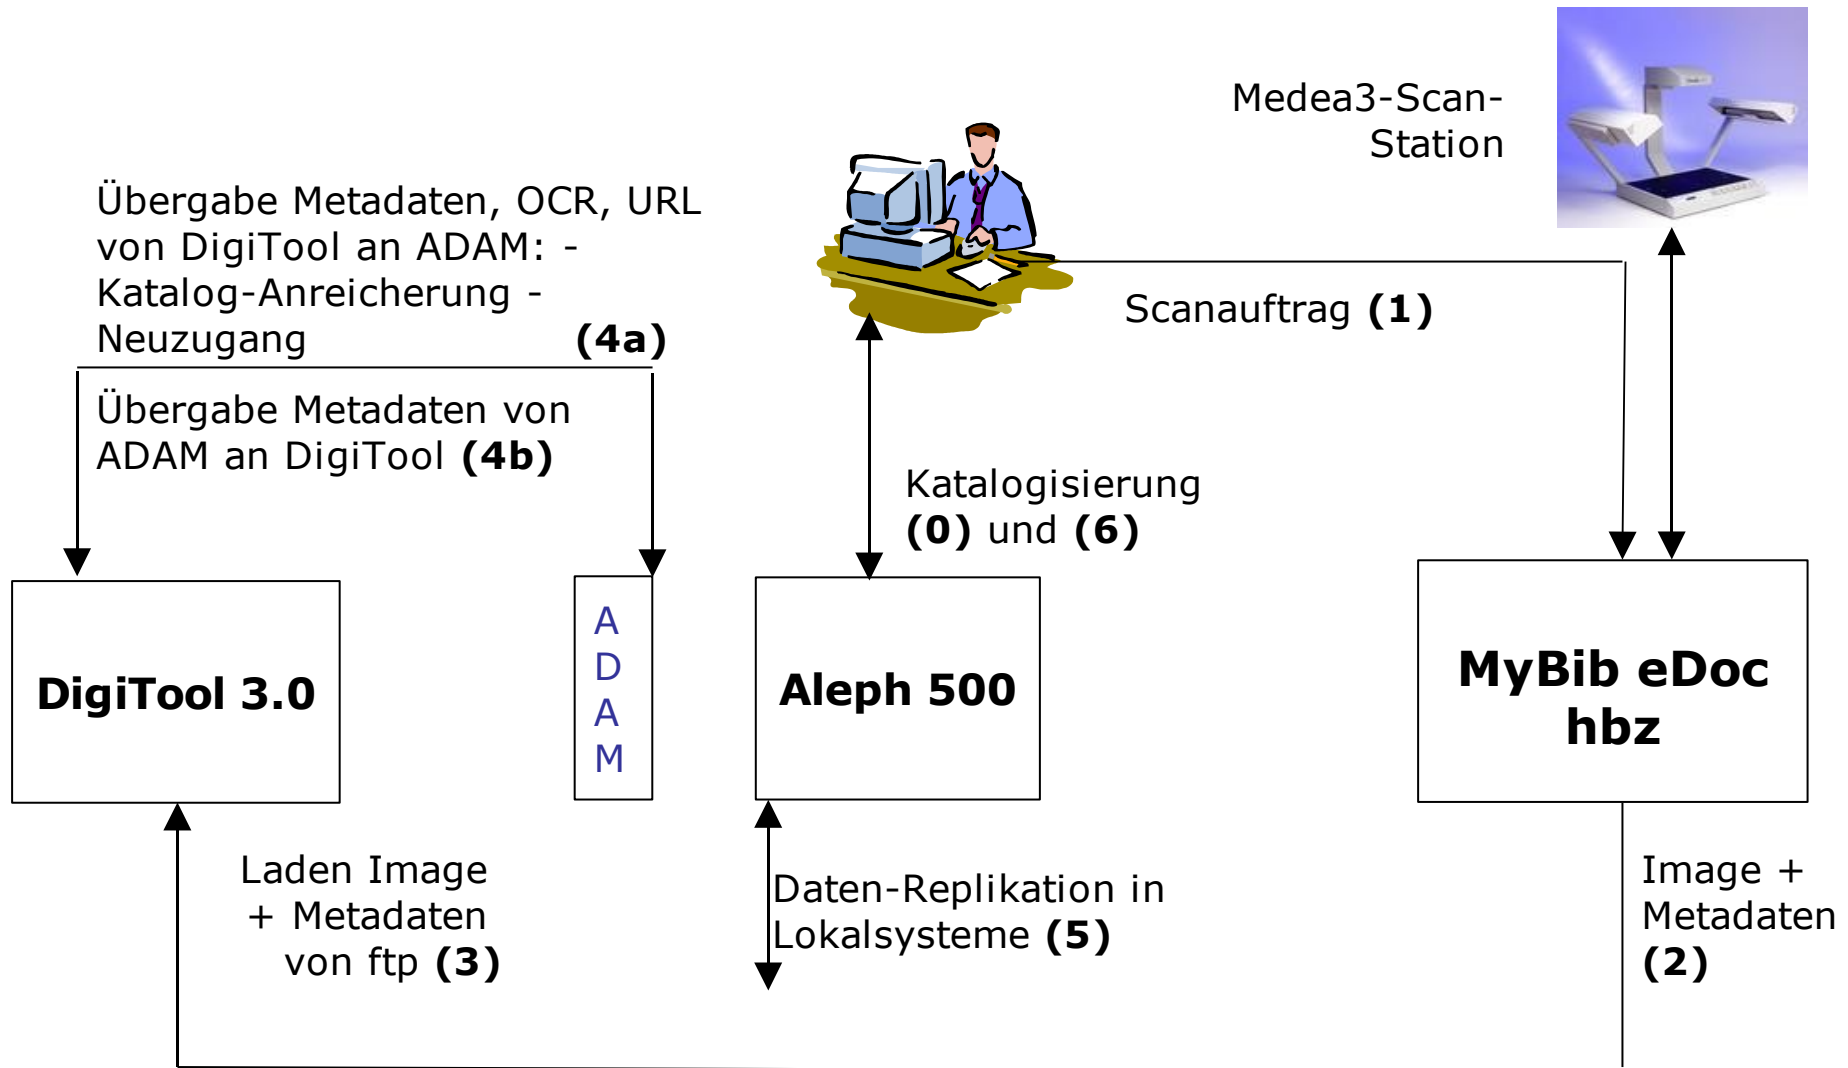 Medea3-Scan-
Station
Übergabe Metadaten, OCR, URL
von DigiTool an ADAM: -
Katalog-Anreicherung -
Neuzugang (4a)
Scanauftrag (1)
Übergabe Metadaten von
ADAM an DigiTool (4b)
Katalogisierung
(0) und (6)
DigiTool 3.0
A
D
A
M
Aleph 500
MyBib eDoc
hbz
Laden Image
+ Metadaten
von ftp (3)
Daten-Replikation in
Lokalsysteme (5)
Image +
Metadaten
(2)